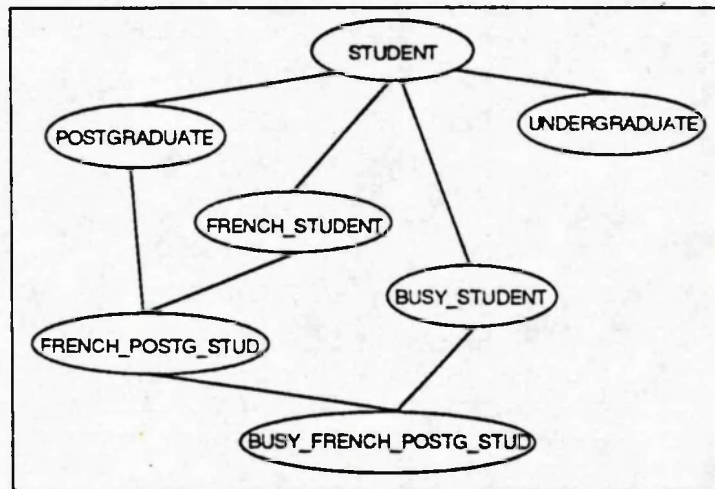 STUDENT
POSTGRADUATE
UNDERGRADUATE
FRENCH_STUDENT
BUSY_STUDENT
FRENCH_POSTG_STUD
BUSY_FRENCH_POSTG_STUD